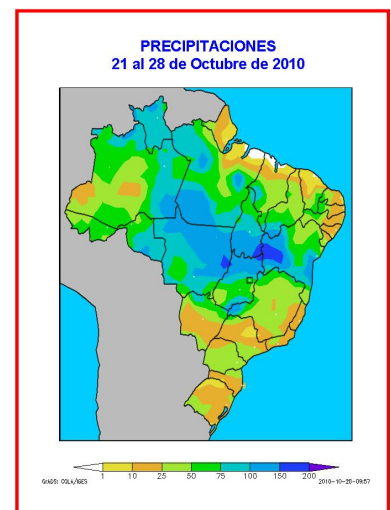 PRECIPITACIONES
21 al 28 de Octubre de 2010
1 10 25 50 75 100 150 200
GrADS: COLA/IGES 2010-10-20-09:57